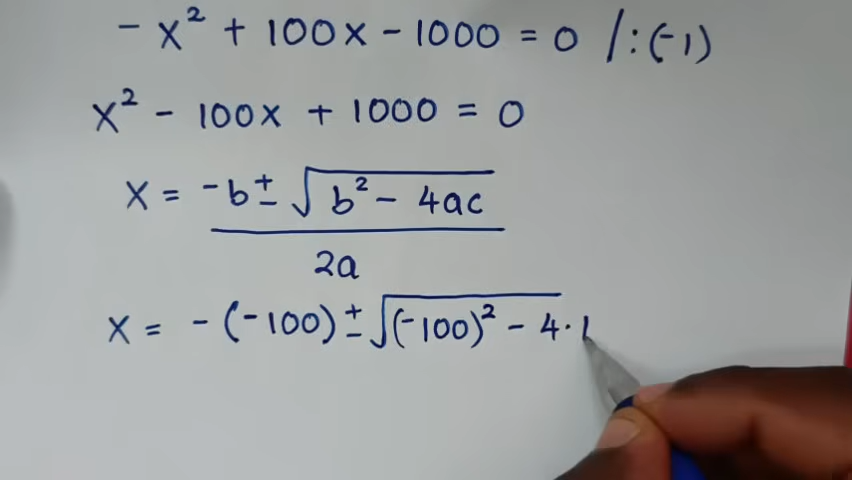 - x² + 100x - 1000 = 0 /:(-1)
x² - 100x + 1000 = 0
x = -b ± √(b² - 4ac) / 2a
x = -(-100) ± √((-100)² - 4·1